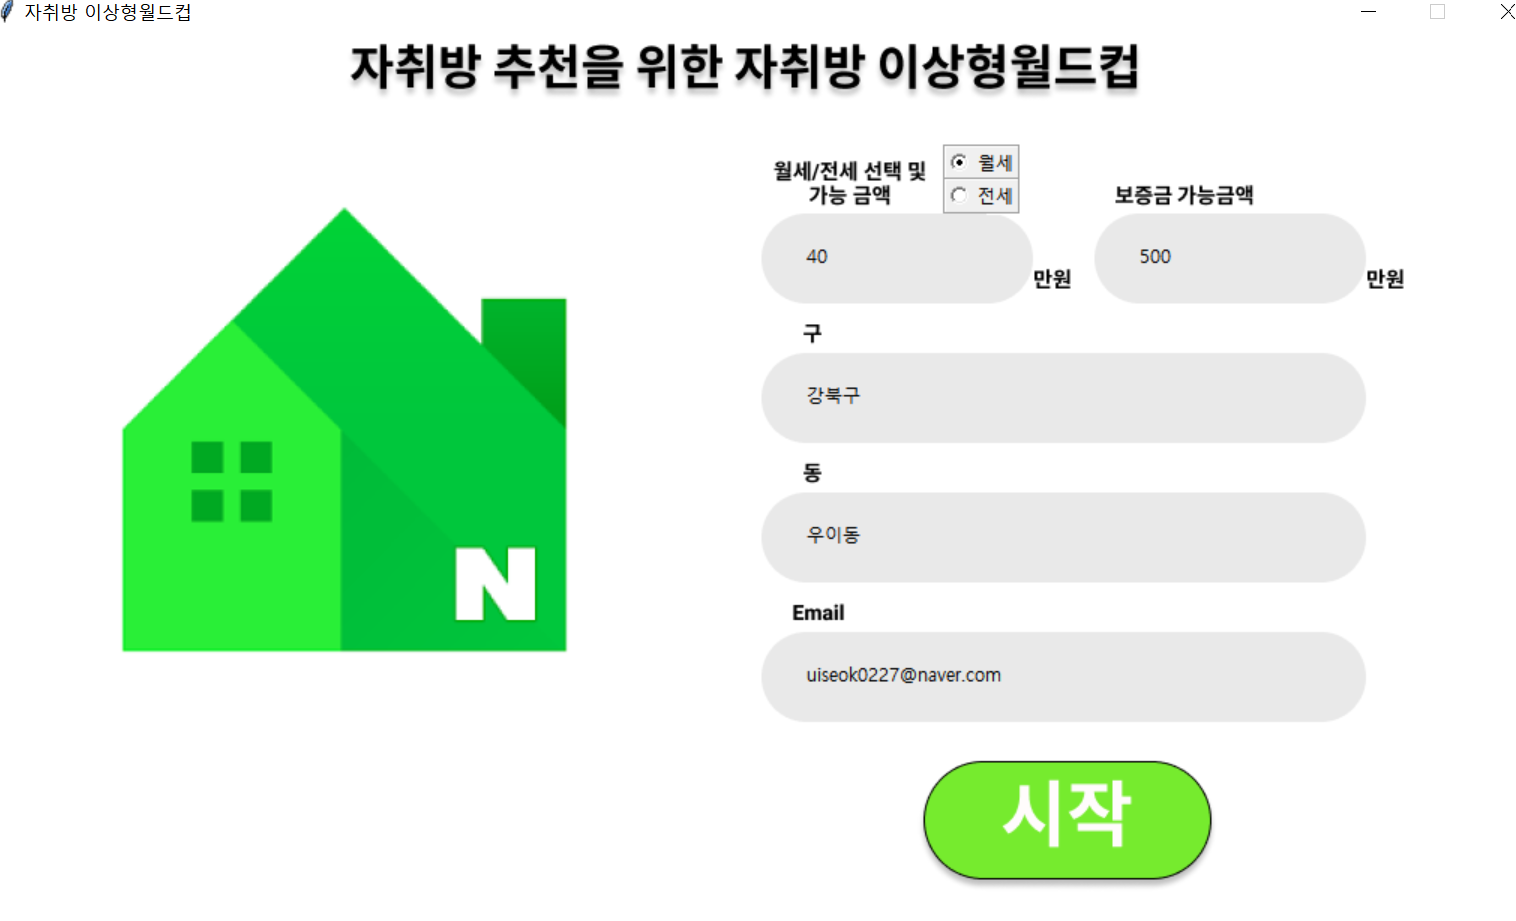 자취방 이상형월드컵
자취방 추천을 위한 자취방 이상형월드컵
월세/전세 선택 및
가능 금액
월세
전세
보증금 가능금액
40
만원
500
만원
구
강북구
동
우이동
Email
uiseok0227@naver.com
N
시작